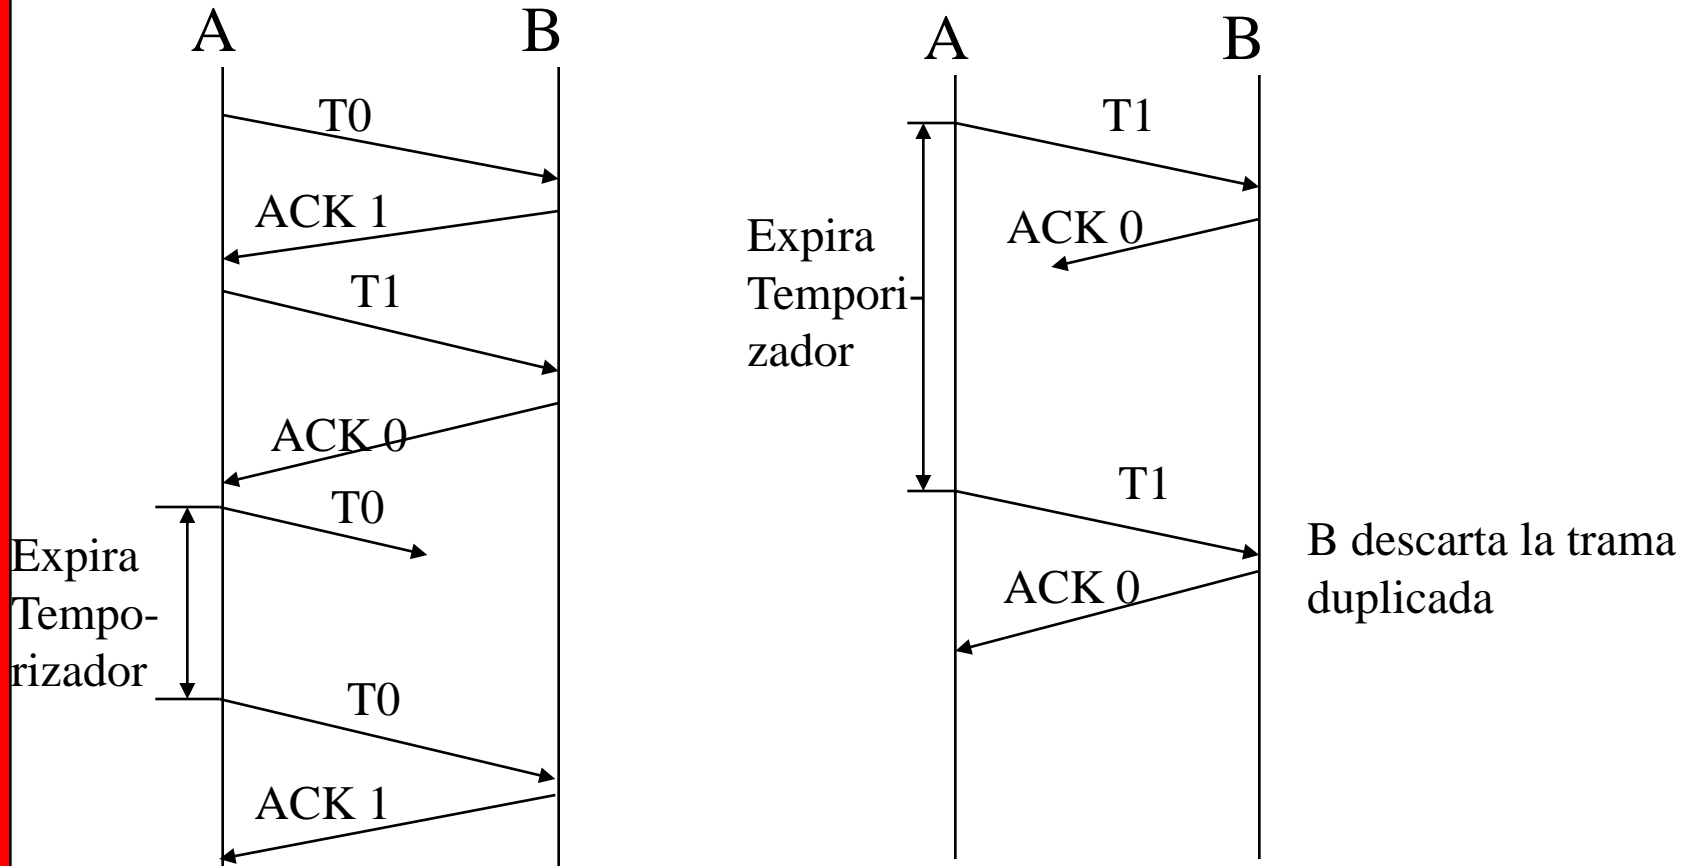 A
B
T0
ACK 1
T1
ACK 0
T0
Expira
Tempo-
rizador
T0
ACK 1
A
B
T1
ACK 0
Expira
Tempori-
zador
T1
ACK 0
B descarta la trama
duplicada